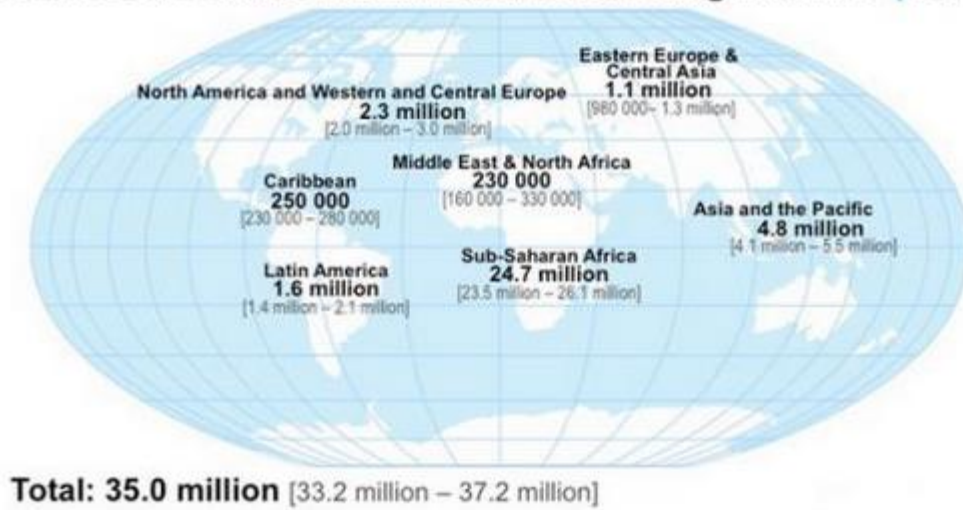 North America and Western and Central Europe
2.3 million
[2.0 million – 3.0 million]
Eastern Europe &
Central Asia
1.1 million
[980 000– 1.3 million]
Middle East & North Africa
230 000
[160 000 – 330 000]
Caribbean
250 000
[230 000 – 280 000]
Asia and the Pacific
4.8 million
[4.1 million – 5.5 million]
Sub-Saharan Africa
24.7 million
[23.5 million – 26.1 million]
Latin America
1.6 million
[1.4 million – 2.1 million]
Total: 35.0 million [33.2 million – 37.2 million]